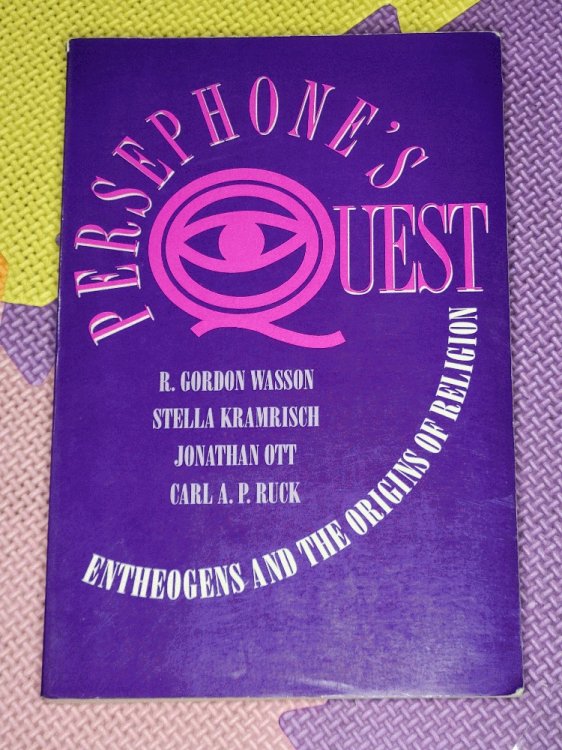 PERSEPHONE'S
QUEST
R. GORDON WASSON
STELLA KRAMRISCH
JONATHAN OTT
CARL A. P. RUCK
ENTHEOGENS AND THE ORIGINS OF RELIGION